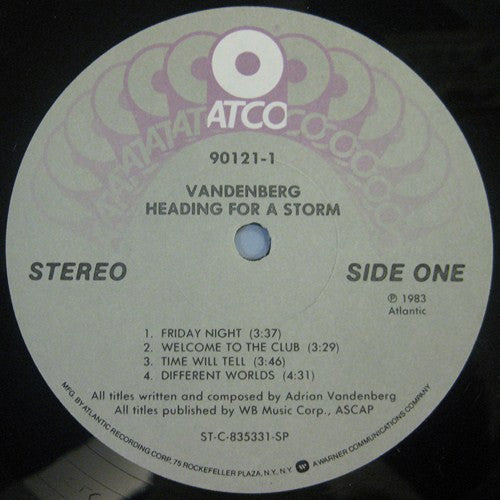 ATCO
90121-1
VANDENBERG
HEADING FOR A STORM
STEREO
SIDE ONE
℗ 1983
Atlantic
1. FRIDAY NIGHT (3:37)
2. WELCOME TO THE CLUB (3:29)
3. TIME WILL TELL (3:46)
4. DIFFERENT WORLDS (4:31)
All titles written and composed by Adrian Vandenberg
All titles published by WB Music Corp., ASCAP
ST-C-835331-SP
MFG. BY ATLANTIC RECORDING CORP., 75 ROCKEFELLER PLAZA, N.Y., N.Y. A WARNER COMMUNICATIONS COMPANY